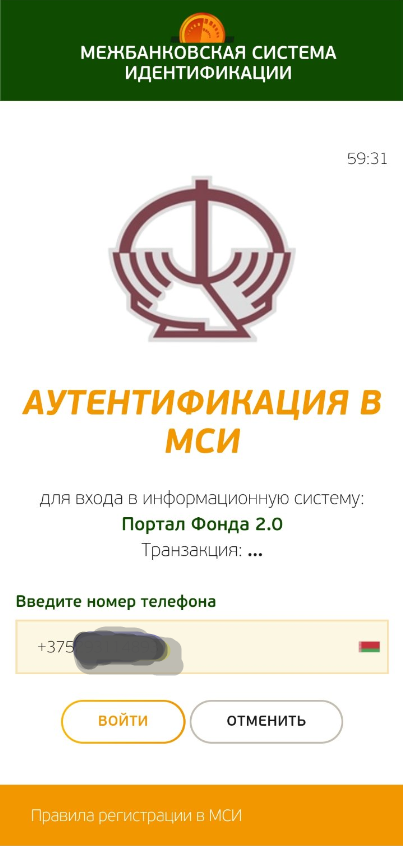 МЕЖБАНКОВСКАЯ СИСТЕМА
ИДЕНТИФИКАЦИИ
59:31
АУТЕНТИФИКАЦИЯ В
МСИ
для входа в информационную систему:
Портал Фонда 2.0
Транзакция: ...
Введите номер телефона
+375
ВОЙТИ
ОТМЕНИТЬ
Правила регистрации в МСИ